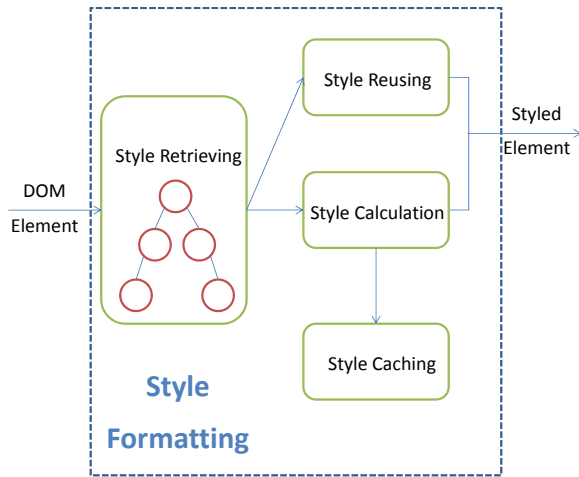 DOM
Element
Style Retrieving
Style Reusing
Style Calculation
Style Caching
Styled
Element
Style
Formatting